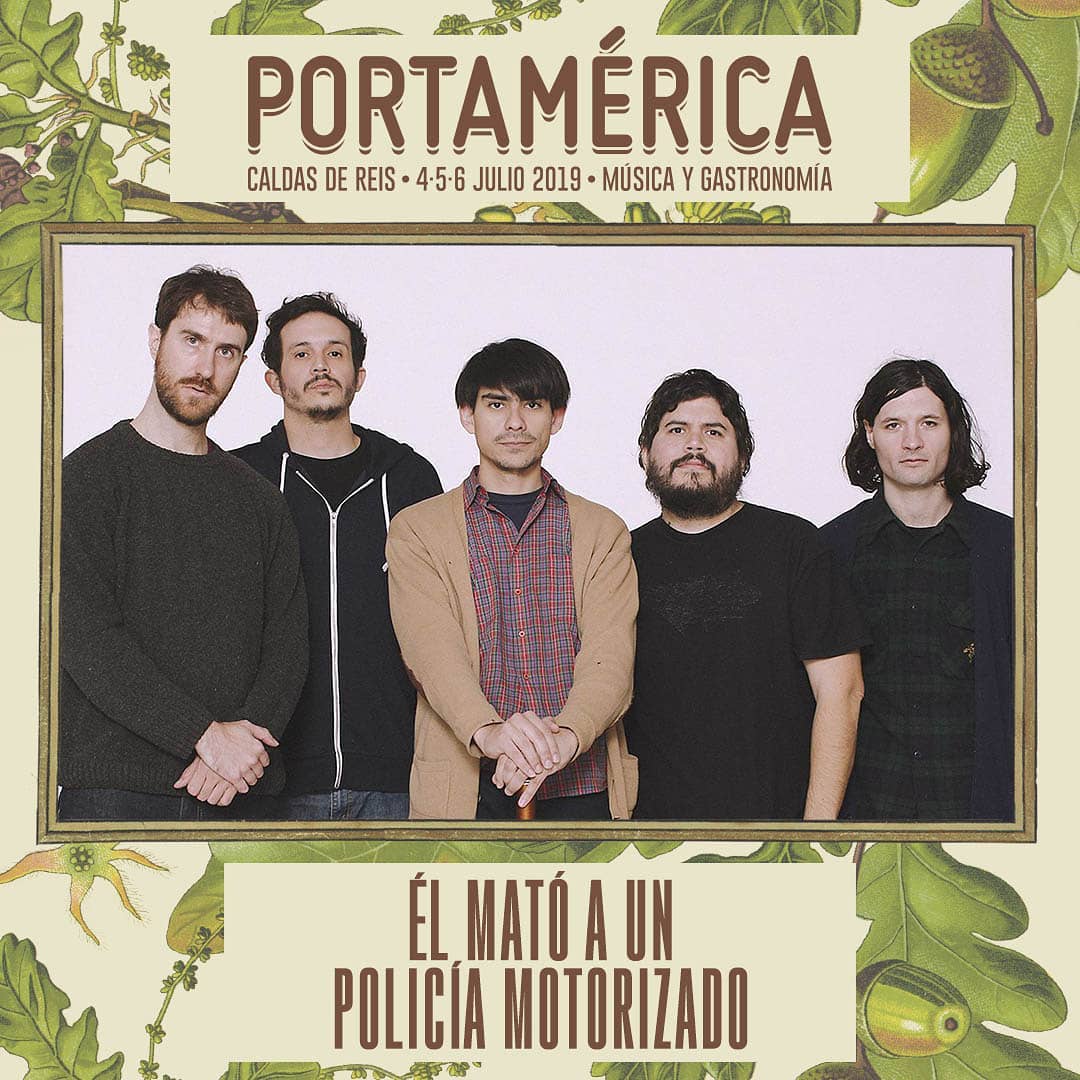 PORTAMÉRICA
CALDAS DE REIS • 4·5·6 JULIO 2019 • MÚSICA Y GASTRONOMÍA
ÉL MATÓ A UN
POLICÍA MOTORIZADO